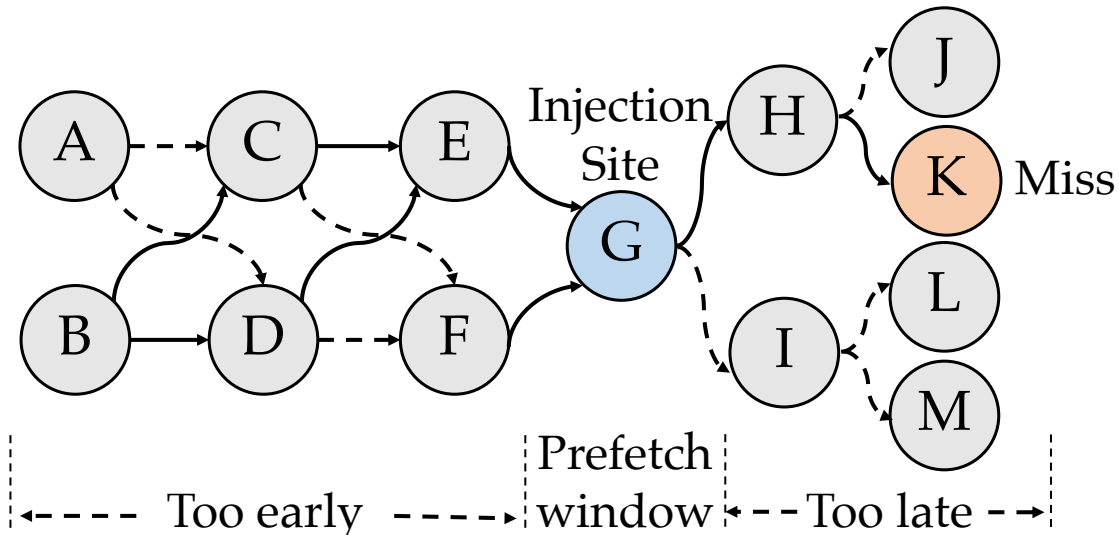 J
Injection
Site
H
A
C
E
K
Miss
G
L
B
D
F
I
M
Prefetch
window
Too early
Too late